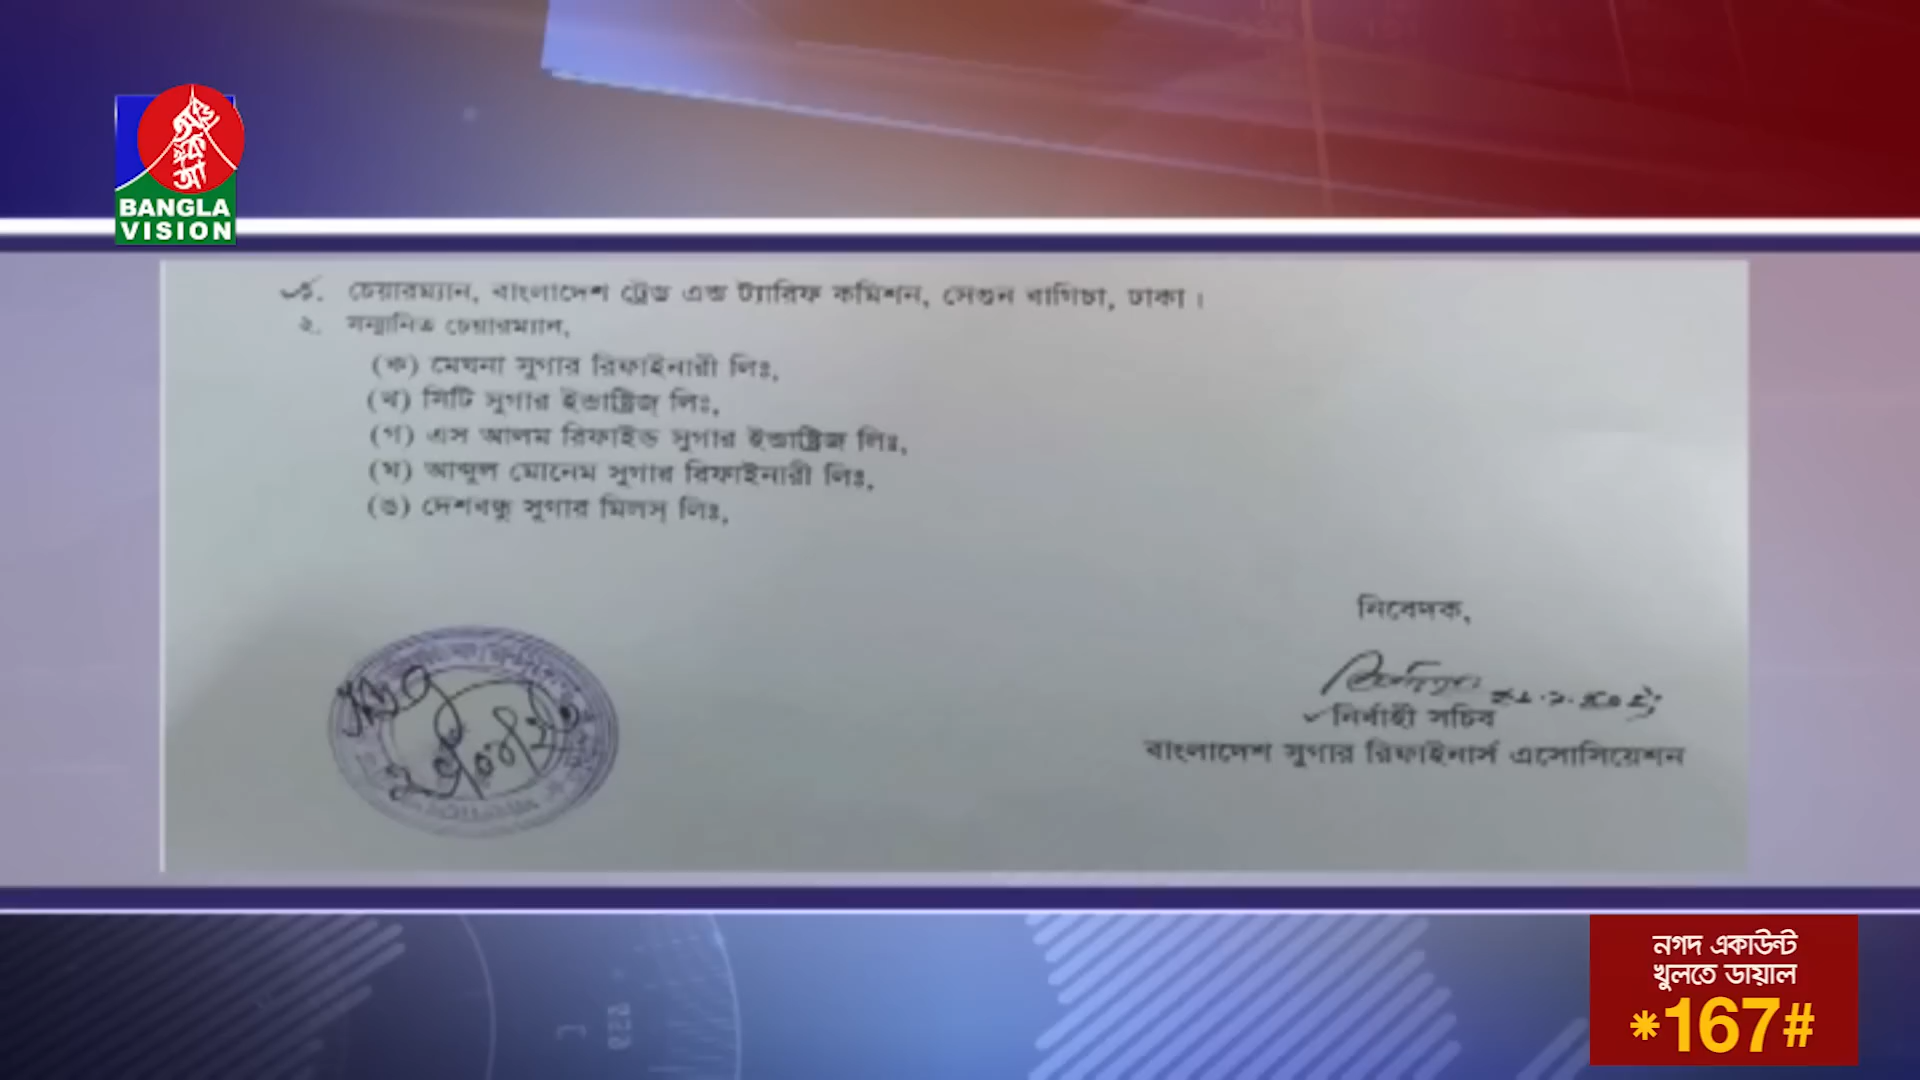 BANGLA
VISION
১. চেয়ারম্যান, বাংলাদেশ ট্রেড এন্ড ট্যারিফ কমিশন, সেগুন বাগিচা, ঢাকা।
২. সম্মানিত চেয়ারম্যান,
(ক) মেঘনা সুগার রিফাইনারী লিঃ,
(খ) সিটি সুগার ইন্ডাষ্ট্রিজ্ লিঃ,
(গ) এস আলম রিফাইন্ড সুগার ইন্ডাষ্ট্রিজ্ লিঃ,
(ঘ) আব্দুল মোনেম সুগার রিফাইনারী লিঃ,
(ঙ) দেশবন্ধু সুগার মিলস্ লিঃ,
নিবেদক,
নির্বাহী সচিব
বাংলাদেশ সুগার রিফাইনার্স এসোসিয়েশন
নগদ একাউন্ট
খুলতে ডায়াল
*167#